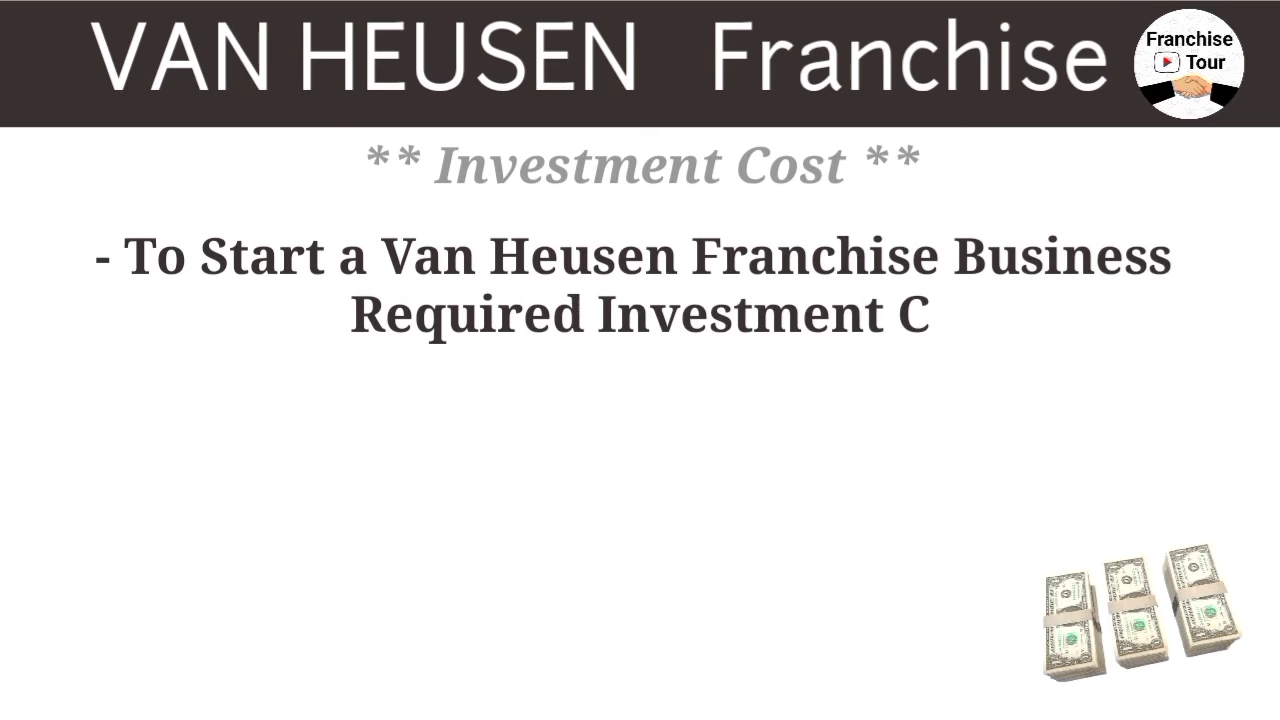 VAN HEUSEN Franchise
Franchise
Tour
** Investment Cost **
- To Start a Van Heusen Franchise Business
Required Investment C